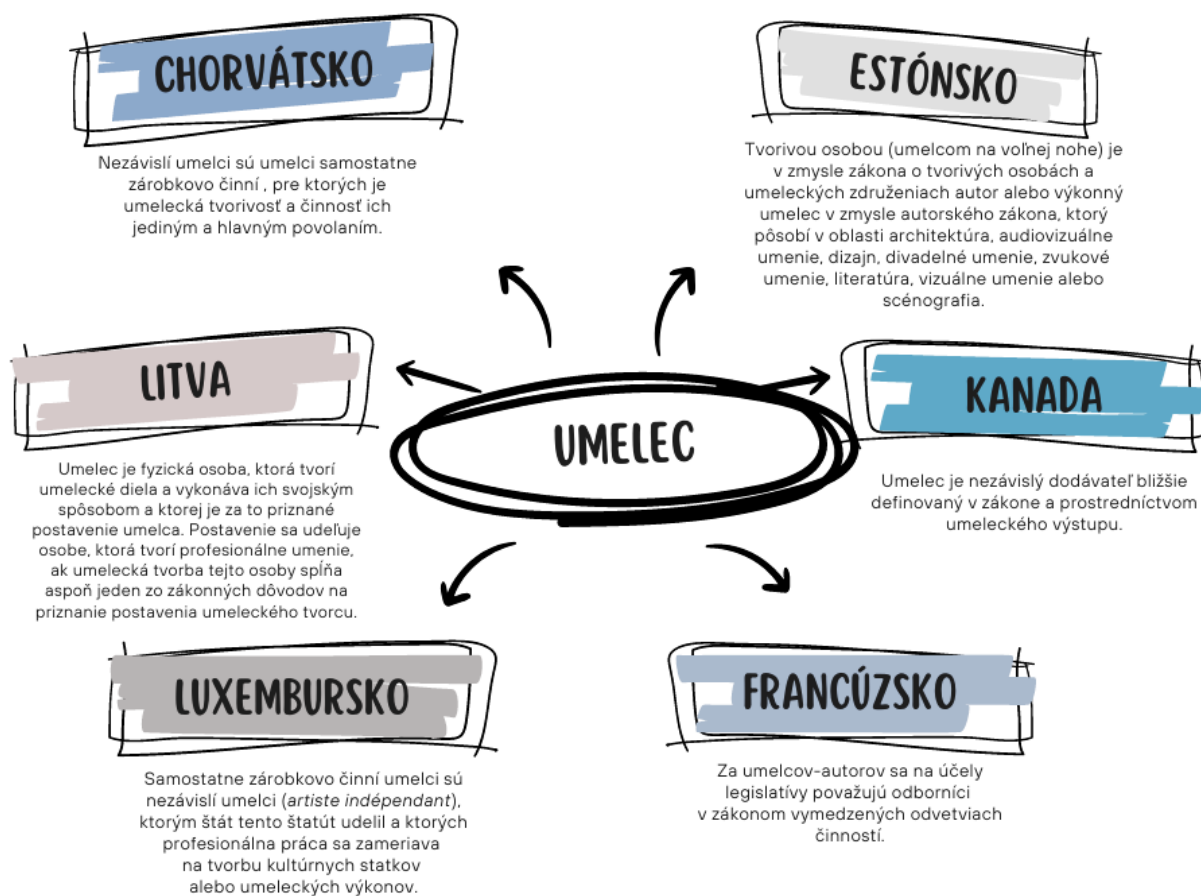 CHORVÁTSKO
Nezávislí umelci sú umelci samostatne
zárobkovo činní , pre ktorých je
umelecká tvorivosť a činnosť ich
jediným a hlavným povolaním.
ESTÓNSKO
Tvorivou osobou (umelcom na voľnej nohe) je
v zmysle zákona o tvorivých osobách a
umeleckých združeniach autor alebo výkonný
umelec v zmysle autorského zákona, ktorý
pôsobí v oblasti architektúra, audiovizuálne
umenie, dizajn, divadelné umenie, zvukové
umenie, literatúra, vizuálne umenie alebo
scénografia.
LITVA
Umelec je fyzická osoba, ktorá tvorí
umelecké diela a vykonáva ich svojským
spôsobom a ktorej je za to priznané
postavenie umelca. Postavenie sa udeľuje
osobe, ktorá tvorí profesionálne umenie,
ak umelecká tvorba tejto osoby spĺňa
aspoň jeden zo zákonných dôvodov na
priznanie postavenia umeleckého tvorcu.
UMELEC
KANADA
Umelec je nezávislý dodávateľ bližšie
definovaný v zákone a prostredníctvom
umeleckého výstupu.
LUXEMBURSKO
Samostatne zárobkovo činní umelci sú
nezávislí umelci (artiste indépendant),
ktorým štát tento štatút udelil a ktorých
profesionálna práca sa zameriava
na tvorbu kultúrnych statkov
alebo umeleckých výkonov.
FRANCÚZSKO
Za umelcov-autorov sa na účely
legislatívy považujú odborníci
v zákonom vymedzených odvetviach
činností.